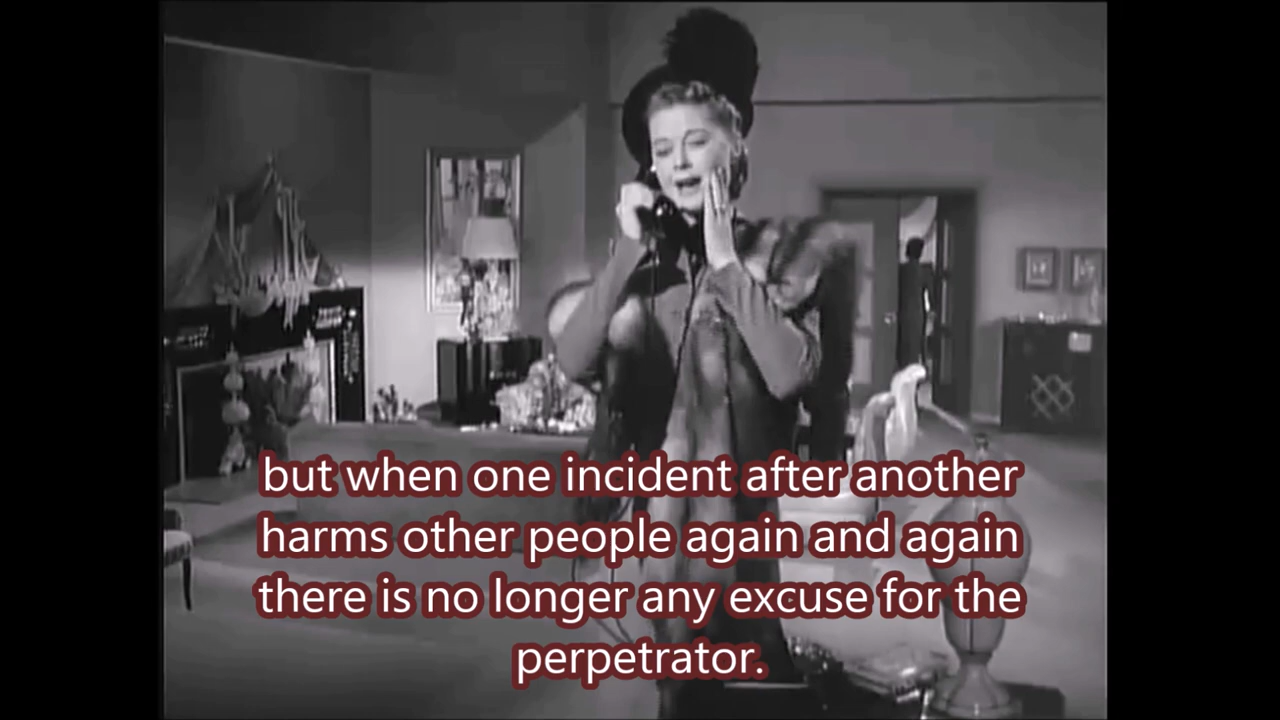 but when one incident after another
harms other people again and again
there is no longer any excuse for the
perpetrator.